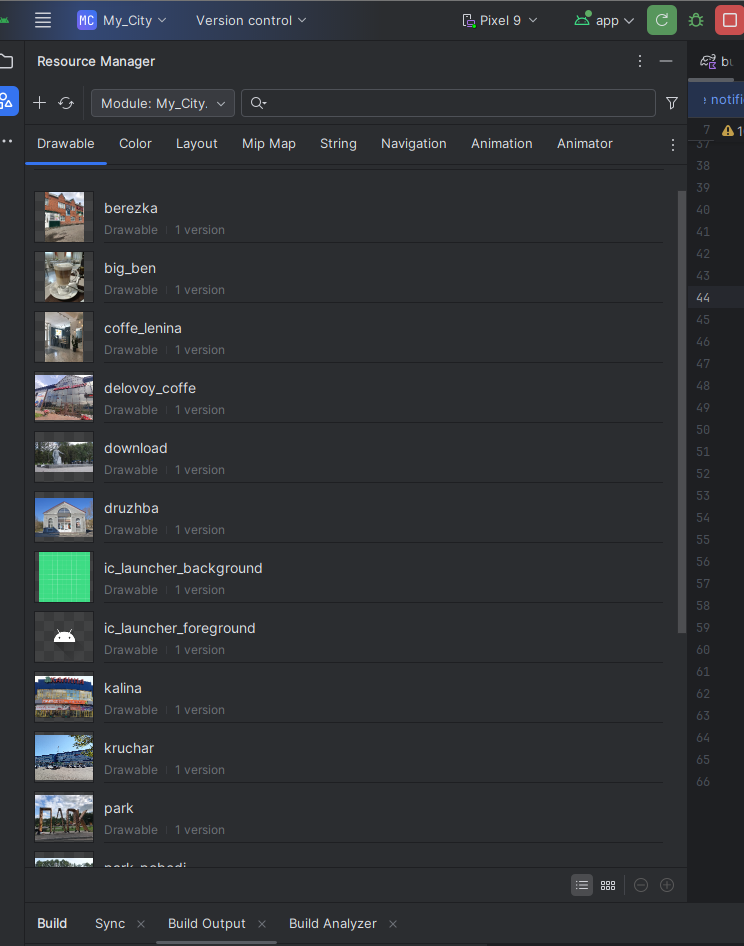 MC My_City Version control Pixel 9 app
Resource Manager
Module: My_City.
notifi
Drawable Color Layout Mip Map String Navigation Animation Animator
7
37
38
39
40
41
42
43
44
45
46
47
48
49
50
51
52
53
54
55
56
57
58
59
60
61
62
63
64
65
66
berezka
Drawable 1 version
big_ben
Drawable 1 version
coffe_lenina
Drawable 1 version
delovoy_coffe
Drawable 1 version
download
Drawable 1 version
druzhba
Drawable 1 version
ic_launcher_background
Drawable 1 version
ic_launcher_foreground
Drawable 1 version
kalina
Drawable 1 version
kruchar
Drawable 1 version
park
Drawable 1 version
Build Sync Build Output Build Analyzer